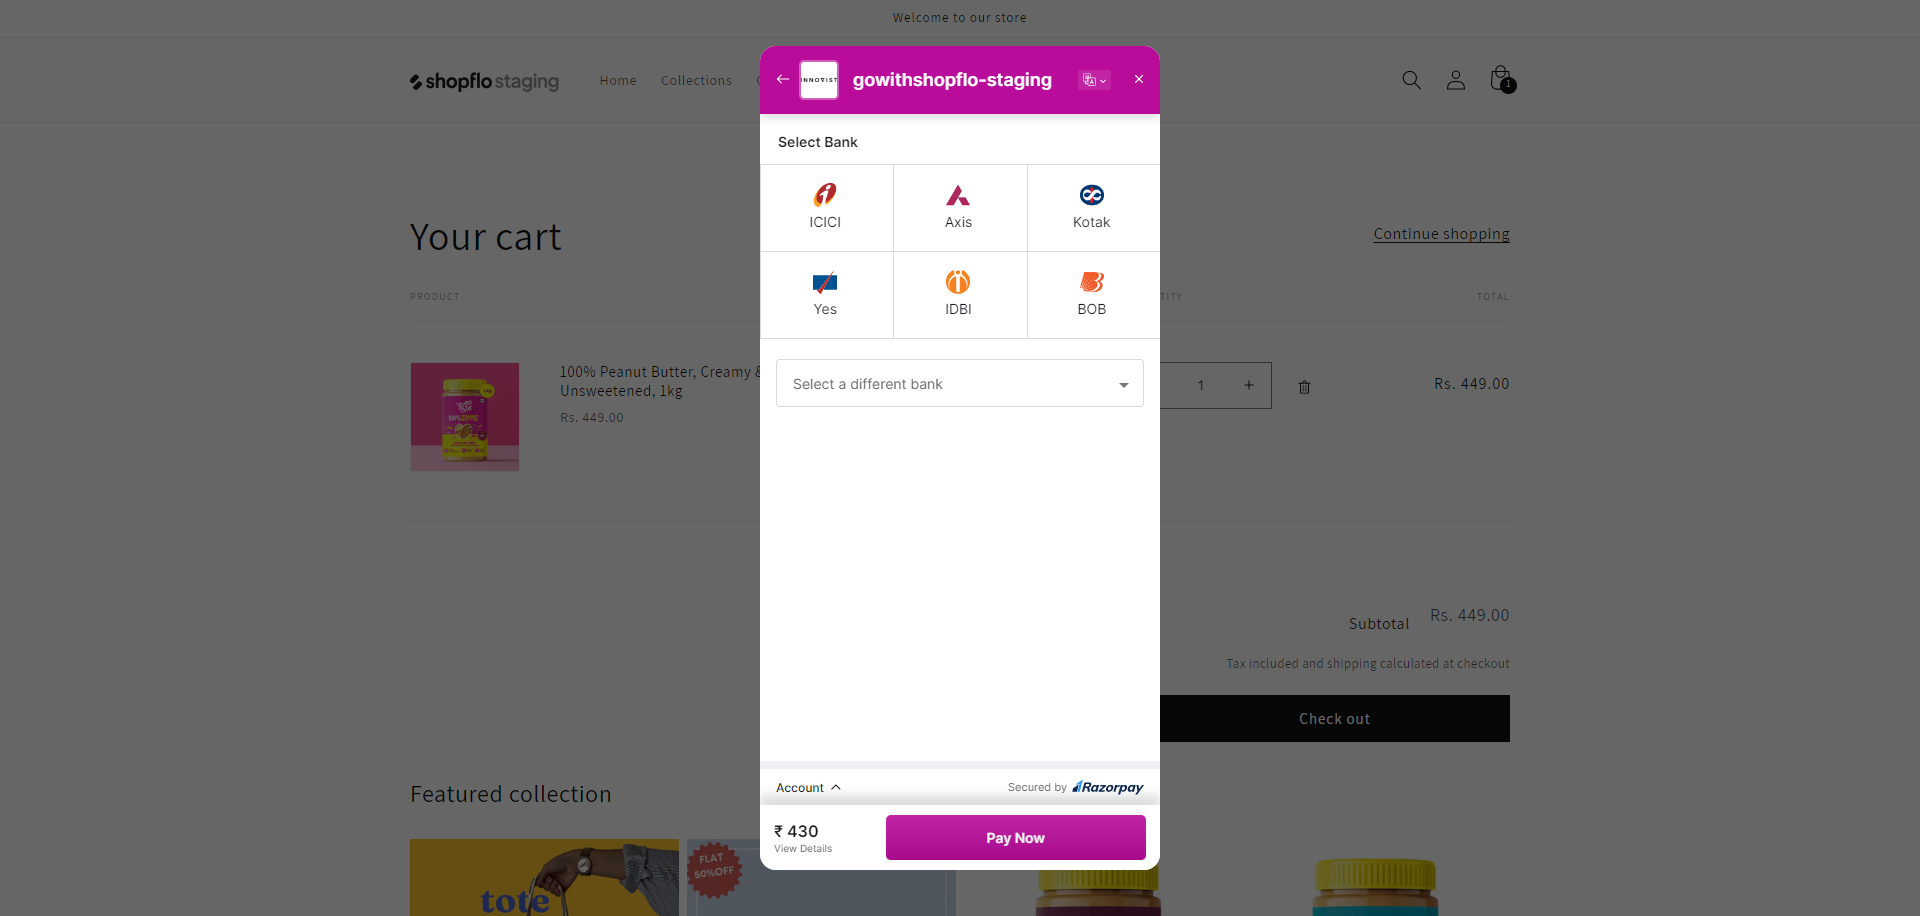 Welcome to our store
shopflo staging
Home
Collections
1
INNOVIST
gowithshopflo-staging
Select Bank
ICICI
Axis
Kotak
Yes
IDBI
BOB
Select a different bank
Account
Secured by Razorpay
₹ 430
View Details
Pay Now
Your cart
Continue shopping
PRODUCT
TITY
TOTAL
100% Peanut Butter, Creamy &
Unsweetened, 1kg
Rs. 449.00
1
Rs. 449.00
Subtotal
Rs. 449.00
Tax included and shipping calculated at checkout
Check out
Featured collection
tote
FLAT
50%OFF